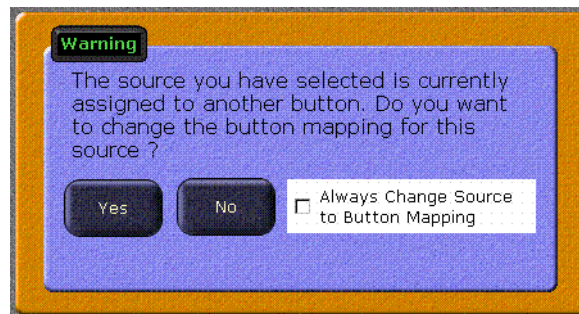 Warning
The source you have selected is currently
assigned to another button. Do you want
to change the button mapping for this
source ?
Yes
No
Always Change Source
to Button Mapping